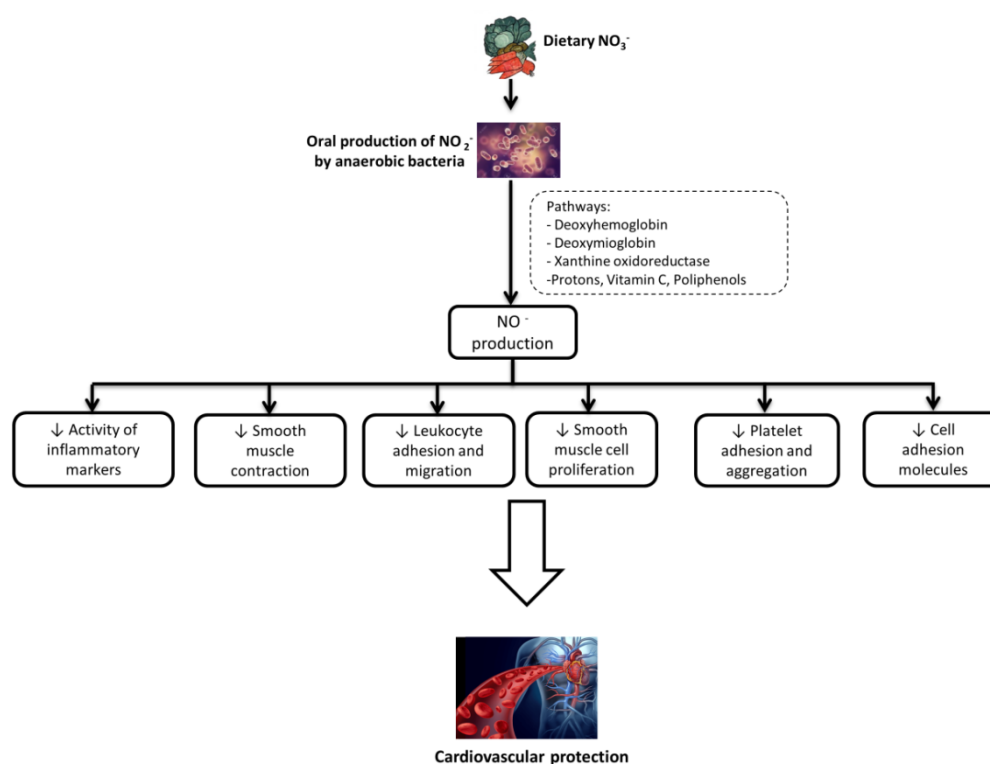 Dietary NO₃⁻
Oral production of NO₂⁻
by anaerobic bacteria
Pathways:
- Deoxyhemoglobin
- Deoxymioglobin
- Xanthine oxidoreductase
-Protons, Vitamin C, Poliphenols
NO ⁻
production
↓ Activity of
inflammatory
markers
↓ Smooth
muscle
contraction
↓ Leukocyte
adhesion and
migration
↓ Smooth
muscle cell
proliferation
↓ Platelet
adhesion and
aggregation
↓ Cell
adhesion
molecules
Cardiovascular protection